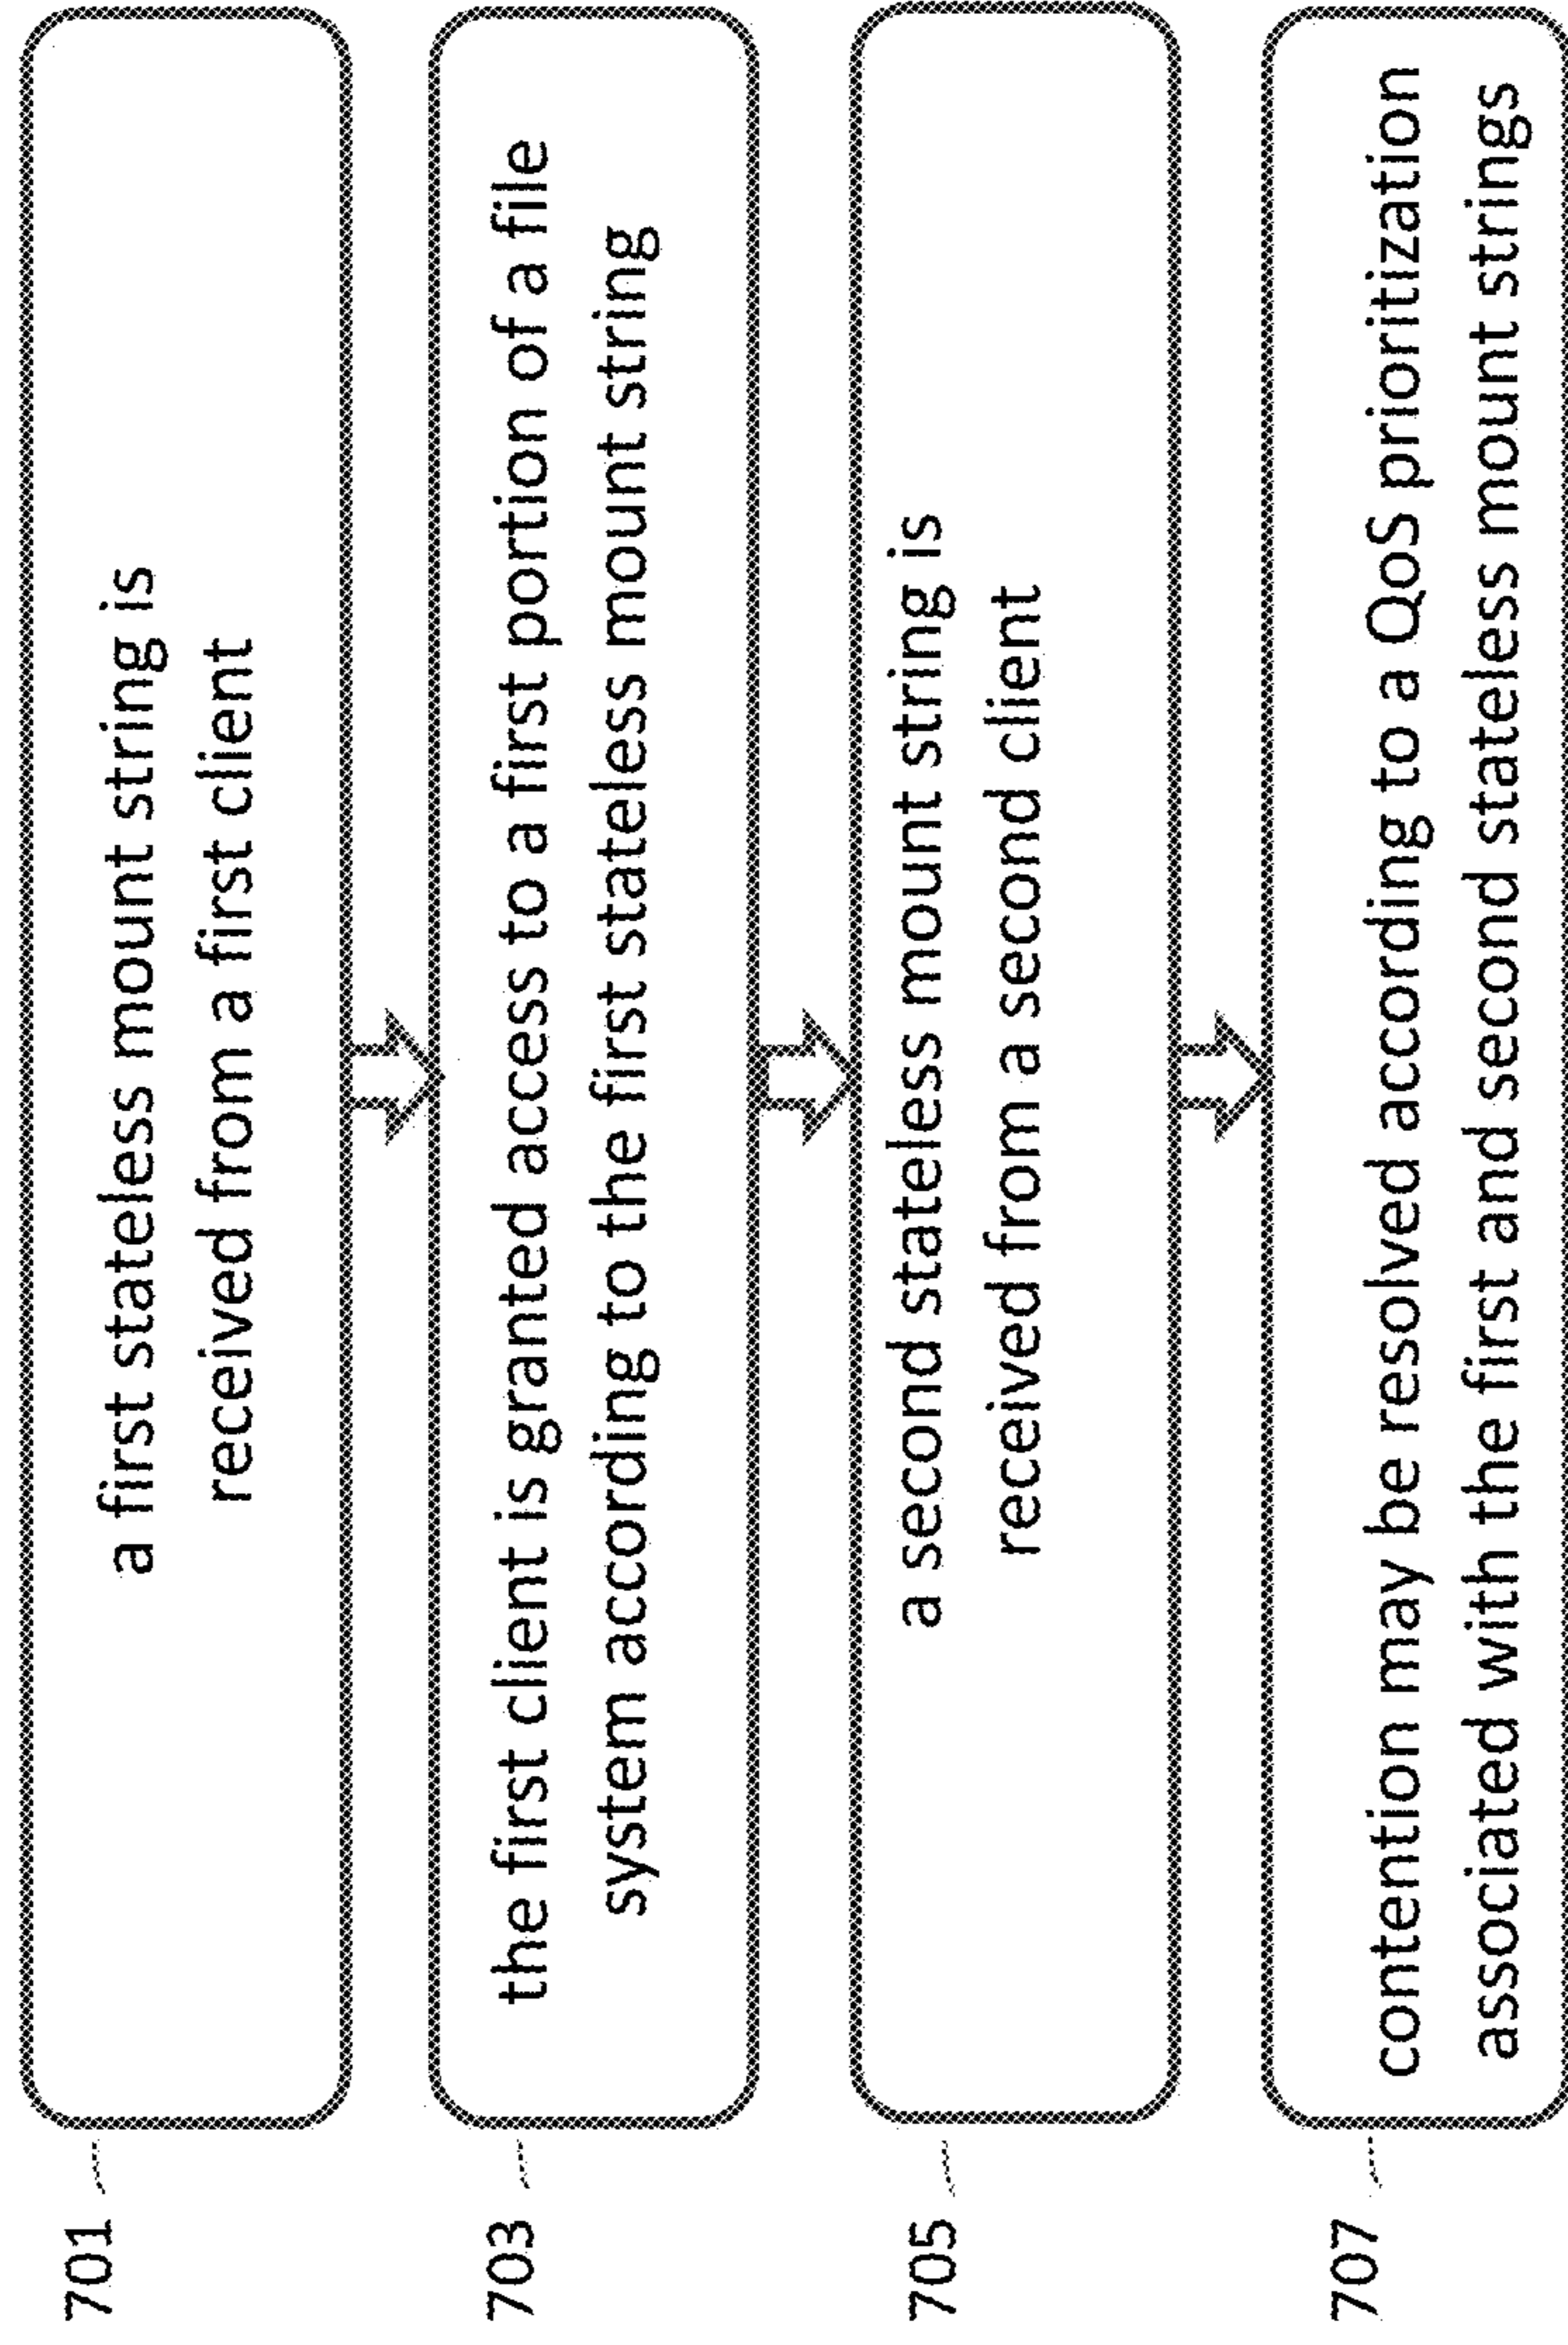 701
a first stateless mount string is
received from a first client
703
the first client is granted access to a first portion of a file
system according to the first stateless mount string
705
a second stateless mount string is
received from a second client
707
contention may be resolved according to a QoS prioritization
associated with the first and second stateless mount strings